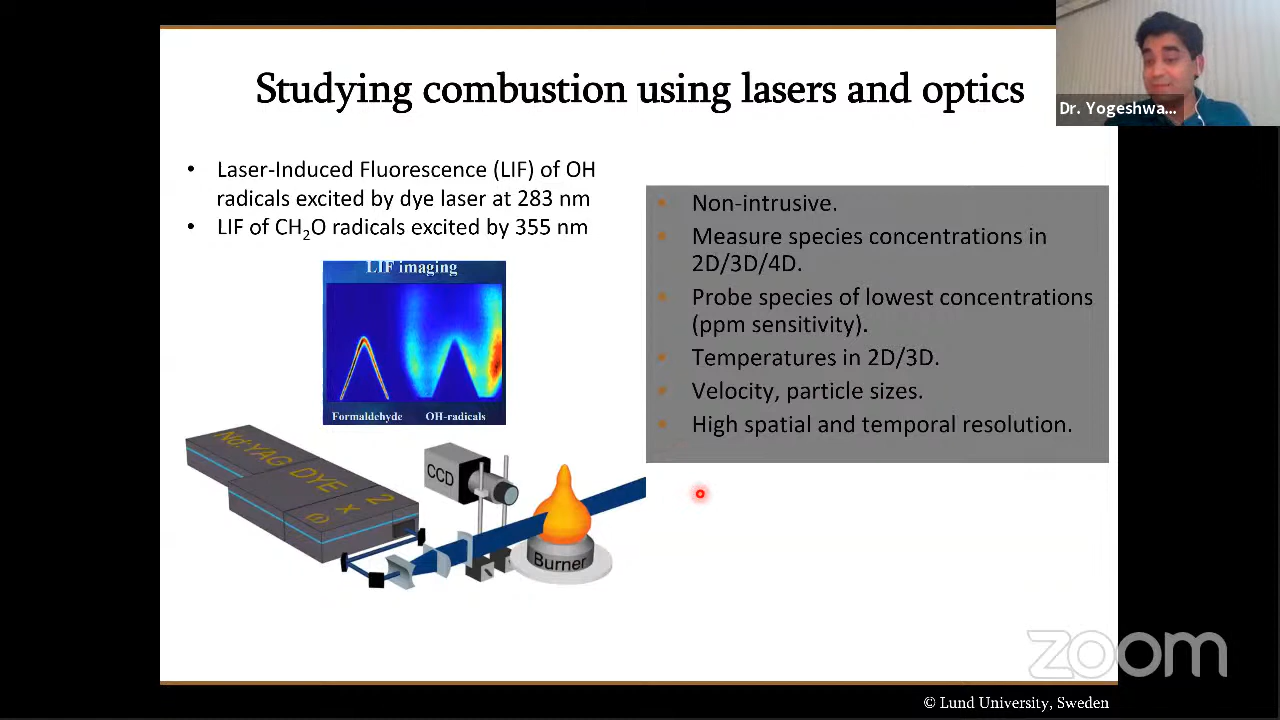 Studying combustion using lasers and optics
Dr. Yogeshwa...
• Laser-Induced Fluorescence (LIF) of OH
radicals excited by dye laser at 283 nm
• LIF of CH₂O radicals excited by 355 nm
LIF imaging
Formaldehyde
OH-radicals
Nd:YAG DYE 2
x
ω
CCD
Burner
• Non-intrusive.
• Measure species concentrations in
2D/3D/4D.
• Probe species of lowest concentrations
(ppm sensitivity).
• Temperatures in 2D/3D.
• Velocity, particle sizes.
• High spatial and temporal resolution.
zoom
© Lund University, Sweden